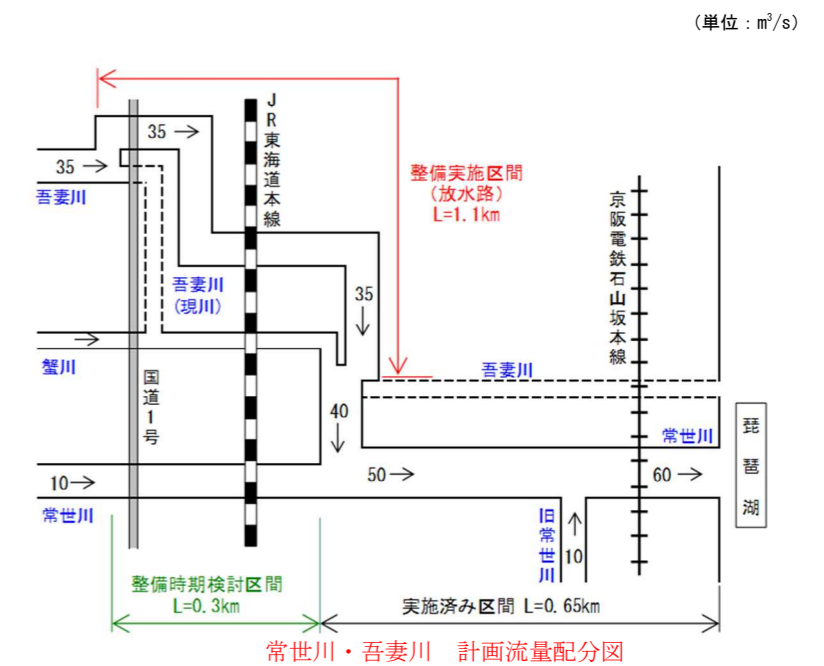 (単位：m³/s)
JR東海道本線
35→
35→
吾妻川
整備実施区間
(放水路)
L=1.1km
京阪電鉄石山坂本線
吾妻川
(現川)
35
→
蟹川
吾妻川
国道1号
40
常世川
琵琶湖
10→
50→
60→
常世川
旧常世川
10
整備時期検討区間
L=0.3km
実施済み区間 L=0.65km
常世川・吾妻川　計画流量配分図